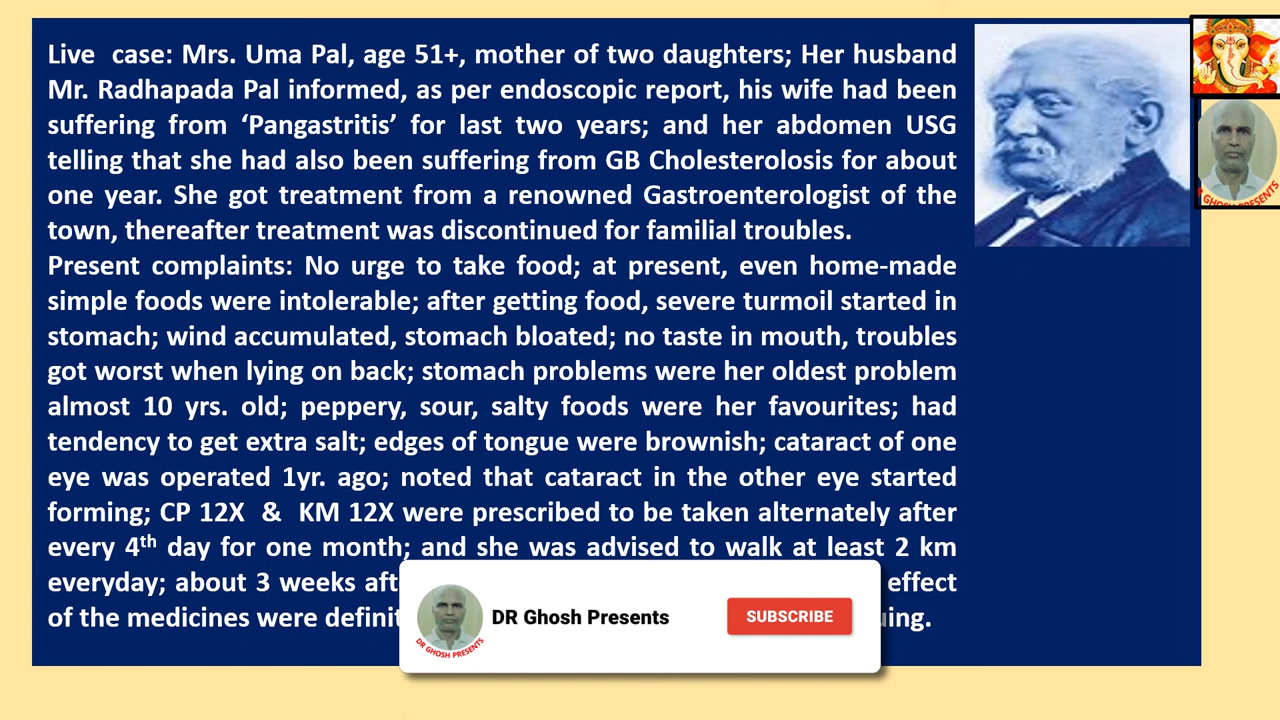 Live case: Mrs. Uma Pal, age 51+, mother of two daughters; Her husband
Mr. Radhapada Pal informed, as per endoscopic report, his wife had been
suffering from ‘Pangastritis’ for last two years; and her abdomen USG
telling that she had also been suffering from GB Cholesterolosis for about
one year. She got treatment from a renowned Gastroenterologist of the
town, thereafter treatment was discontinued for familial troubles.
Present complaints: No urge to take food; at present, even home-made
simple foods were intolerable; after getting food, severe turmoil started in
stomach; wind accumulated, stomach bloated; no taste in mouth, troubles
got worst when lying on back; stomach problems were her oldest problem
almost 10 yrs. old; peppery, sour, salty foods were her favourites; had
tendency to get extra salt; edges of tongue were brownish; cataract of one
eye was operated 1yr. ago; noted that cataract in the other eye started
forming; CP 12X & KM 12X were prescribed to be taken alternately after
every 4th day for one month; and she was advised to walk at least 2 km
everyday; about 3 weeks effect
of the medicines were
DR Ghosh Presents
SUBSCRIBE
GHOSH PRESENTS
DR GHOSH PRESENTS